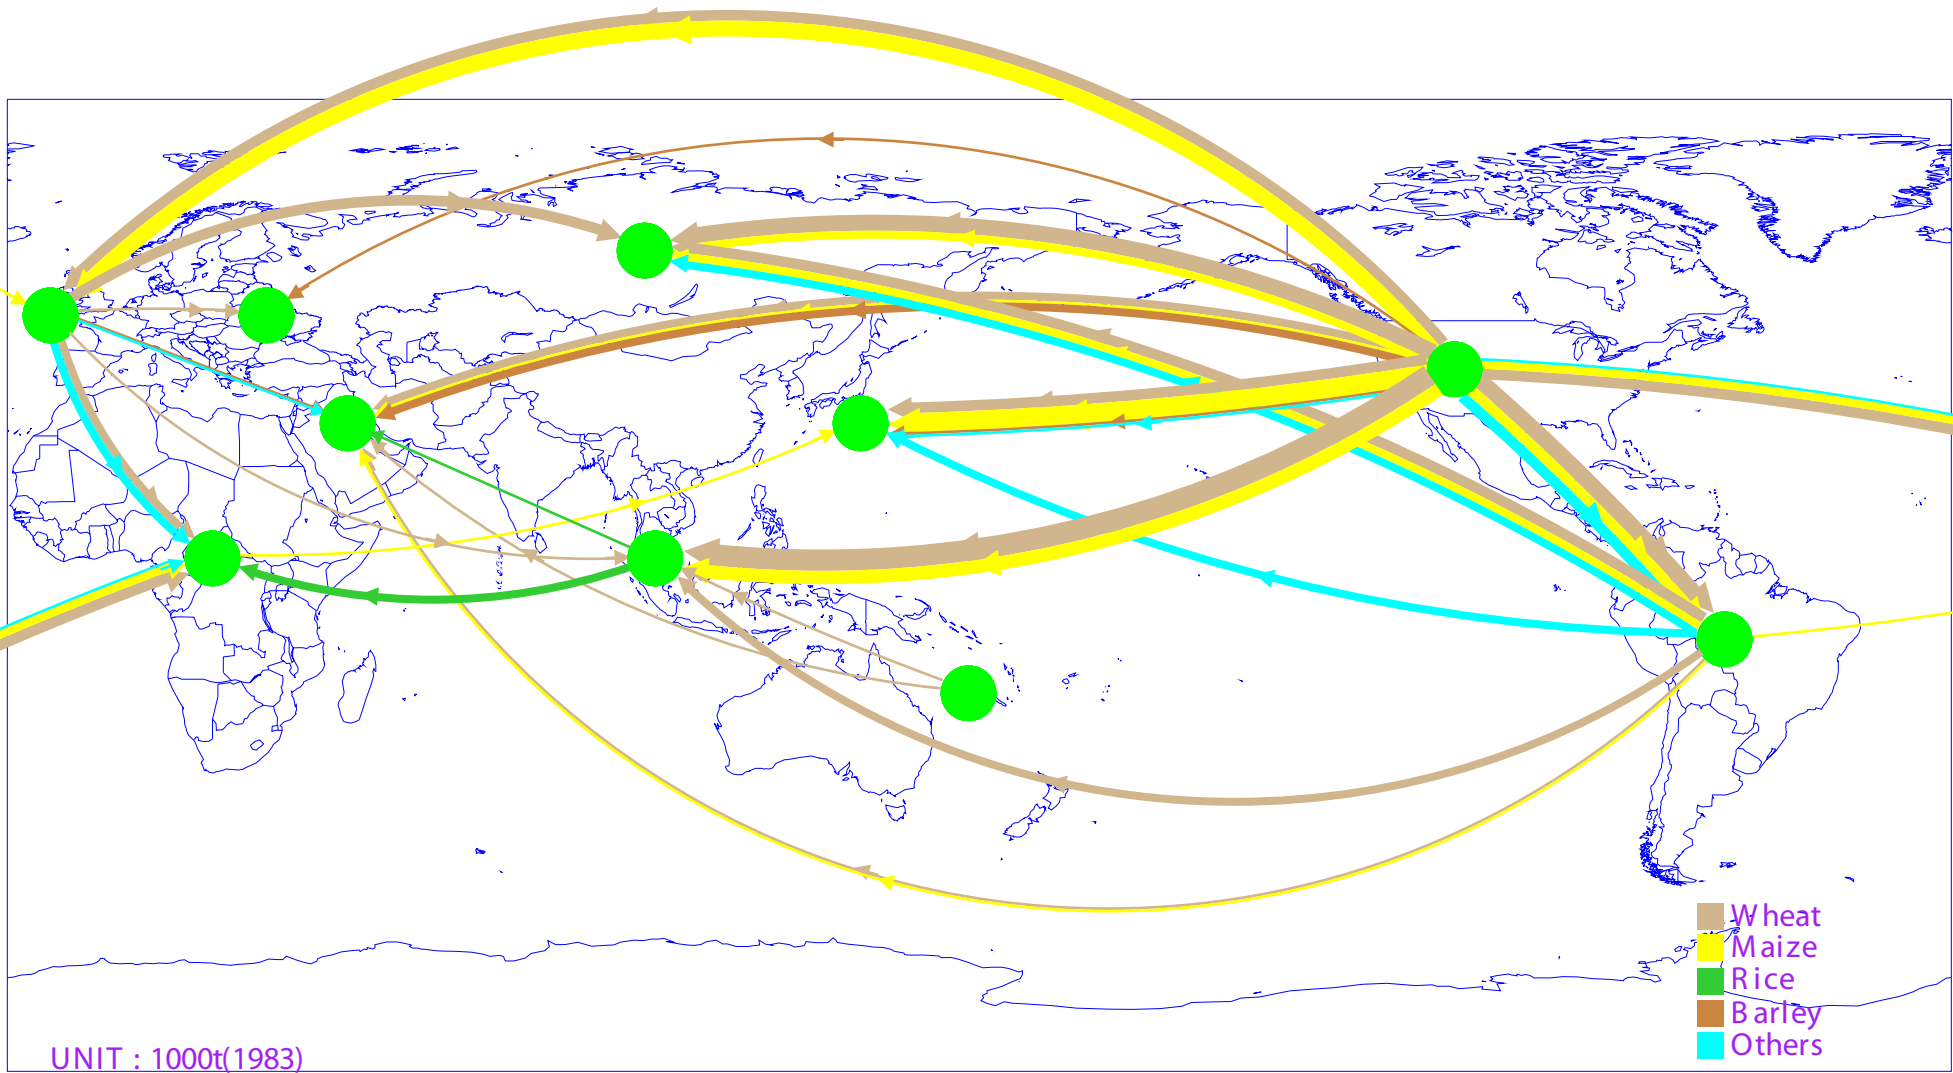 Wheat
Maize
Rice
Barley
Others
UNIT : 1000t(1983)